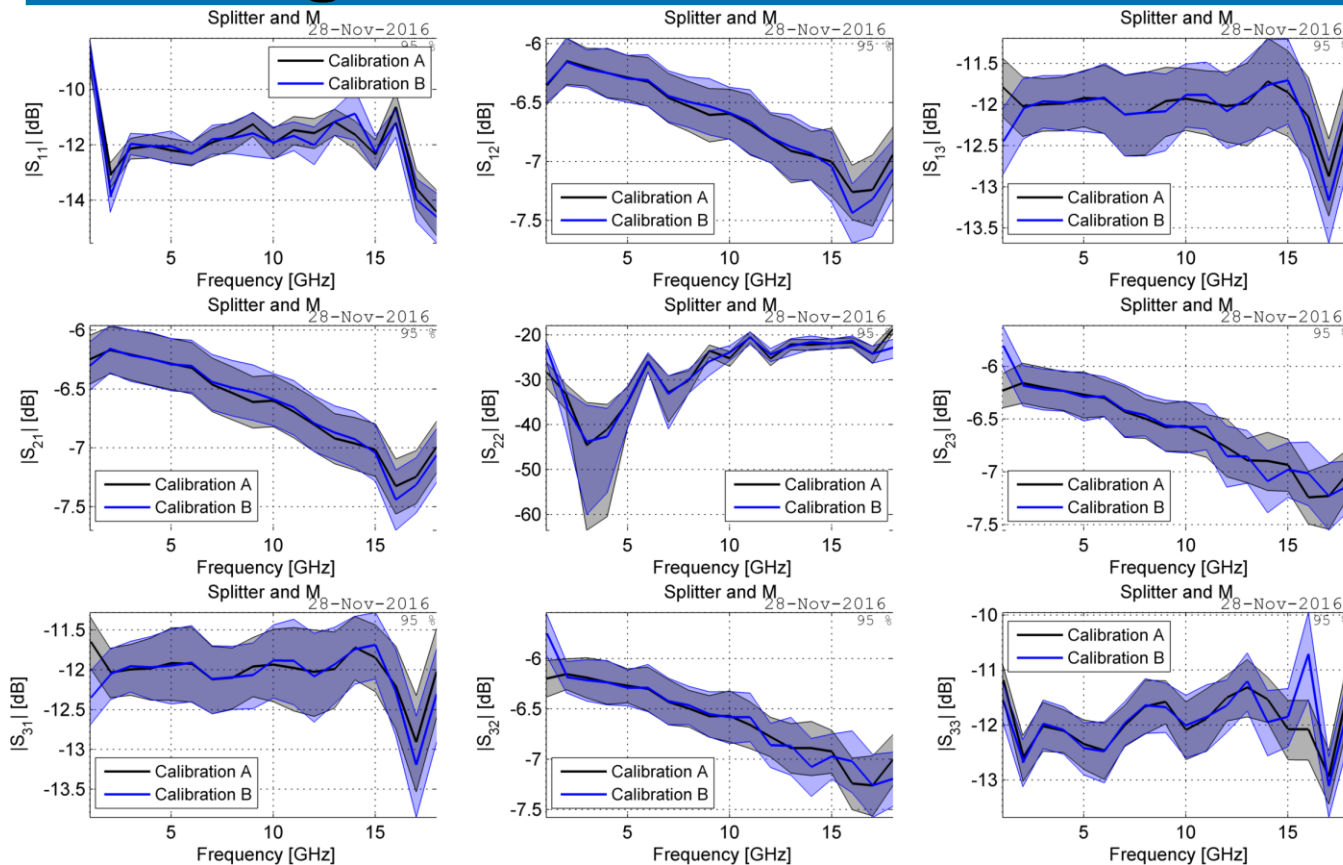 Splitter and M
28-Nov-2016
95 %
Calibration A
Calibration B
|S11| [dB]
-10
-12
-14
5
10
15
Frequency [GHz]
Splitter and M
28-Nov-2016
95 %
|S12| [dB]
-6
-6.5
-7
-7.5
Calibration A
Calibration B
5
10
15
Frequency [GHz]
Splitter and M
28-Nov-2016
95 %
|S13| [dB]
-11.5
-12
-12.5
-13
-13.5
Calibration A
Calibration B
5
10
15
Frequency [GHz]
Splitter and M
28-Nov-2016
95 %
|S21| [dB]
-6
-6.5
-7
-7.5
Calibration A
Calibration B
5
10
15
Frequency [GHz]
Splitter and M
28-Nov-2016
95 %
|S22| [dB]
-20
-30
-40
-50
-60
Calibration A
Calibration B
5
10
15
Frequency [GHz]
Splitter and M
28-Nov-2016
95 %
|S23| [dB]
-6
-6.5
-7
-7.5
Calibration A
Calibration B
5
10
15
Frequency [GHz]
Splitter and M
28-Nov-2016
95 %
|S31| [dB]
-11.5
-12
-12.5
-13
-13.5
Calibration A
Calibration B
5
10
15
Frequency [GHz]
Splitter and M
28-Nov-2016
95 %
|S32| [dB]
-6
-6.5
-7
-7.5
Calibration A
Calibration B
5
10
15
Frequency [GHz]
Splitter and M
28-Nov-2016
95 %
|S33| [dB]
-10
-11
-12
-13
Calibration A
Calibration B
5
10
15
Frequency [GHz]